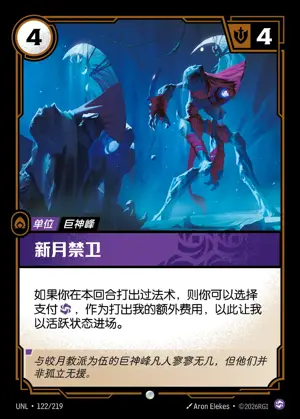 4
4
单位 巨神峰
新月禁卫
如果你在本回合打出过法术，则你可以选择
支付，作为打出我的额外费用，以此让我
以活跃状态进场。
与皎月教派为伍的巨神峰凡人寥寥无几，但他们并
非孤立无援。
UNL • 122/219 Aron Elekes ©2026RGI